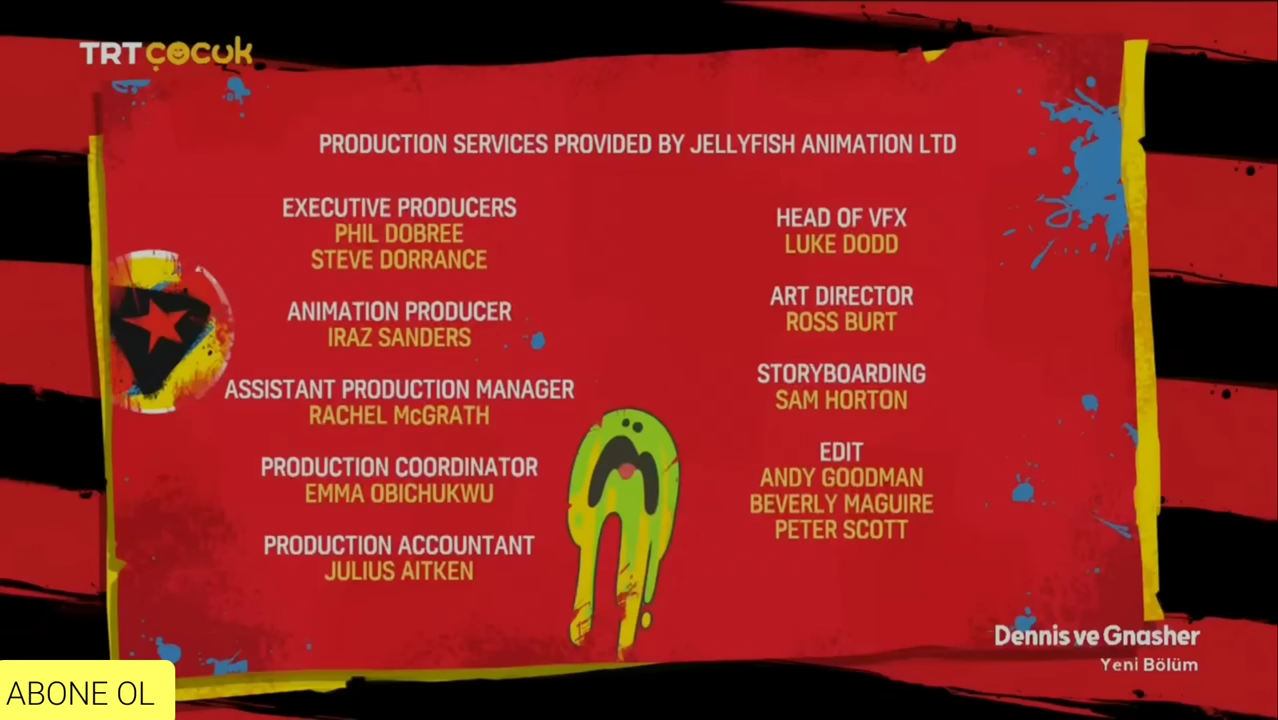 TRT çocuk
PRODUCTION SERVICES PROVIDED BY JELLYFISH ANIMATION LTD
EXECUTIVE PRODUCERS
PHIL DOBREE
STEVE DORRANCE
ANIMATION PRODUCER
IRAZ SANDERS
ASSISTANT PRODUCTION MANAGER
RACHEL McGRATH
PRODUCTION COORDINATOR
EMMA OBICHUKWU
PRODUCTION ACCOUNTANT
JULIUS AITKEN
HEAD OF VFX
LUKE DODD
ART DIRECTOR
ROSS BURT
STORYBOARDING
SAM HORTON
EDIT
ANDY GOODMAN
BEVERLY MAGUIRE
PETER SCOTT
Dennis ve Gnasher
Yeni Bölüm
ABONE OL